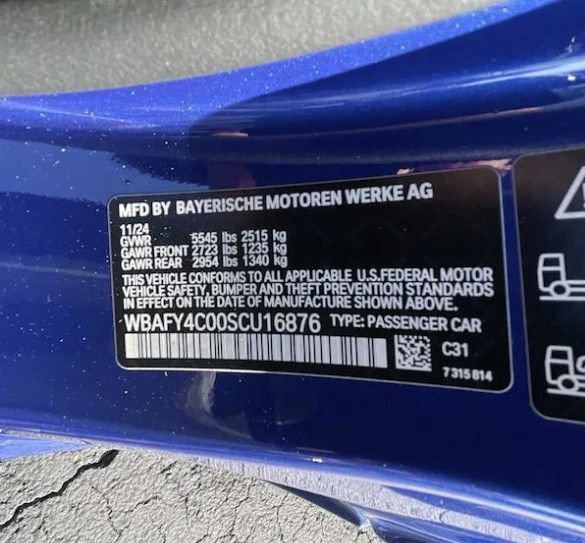 MFD BY BAYERISCHE MOTOREN WERKE AG
11/24
GVWR 5545 lbs 2515 kg
GAWR FRONT 2723 lbs 1235 kg
GAWR REAR 2954 lbs 1340 kg
THIS VEHICLE CONFORMS TO ALL APPLICABLE U.S.FEDERAL MOTOR
VEHICLE SAFETY, BUMPER AND THEFT PREVENTION STANDARDS
IN EFFECT ON THE DATE OF MANUFACTURE SHOWN ABOVE.
WBAFY4C00SCU16876 TYPE: PASSENGER CAR
C31
7315814